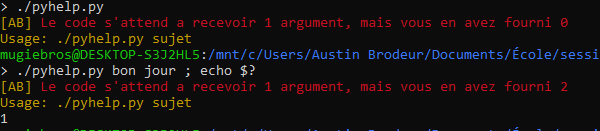 > ./pyhelp.py
[AB] Le code s'attend a recevoir 1 argument, mais vous en avez fourni 0
Usage: ./pyhelp.py sujet
mugiebros@DESKTOP-S3J2HL5:/mnt/c/Users/Austin Brodeur/Documents/École/sessi
> ./pyhelp.py bon jour ; echo $?
[AB] Le code s'attend a recevoir 1 argument, mais vous en avez fourni 2
Usage: ./pyhelp.py sujet
1